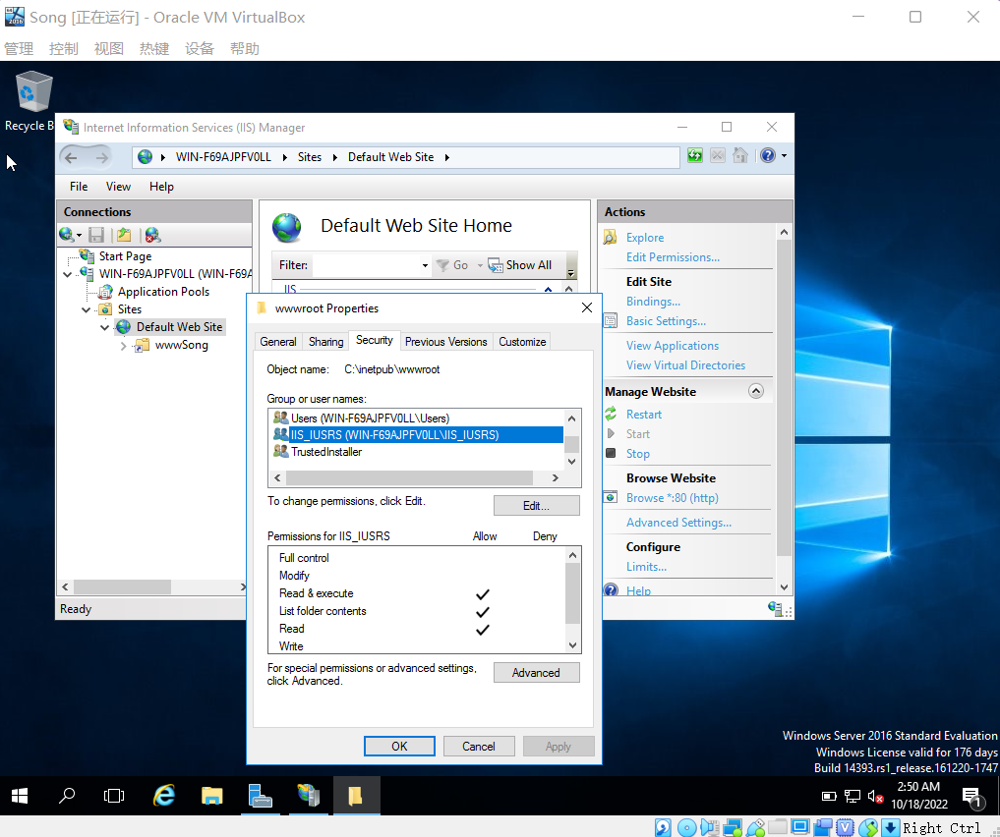 Song [正在运行] - Oracle VM VirtualBox
管理 控制 视图 热键 设备 帮助
Recycle B
Internet Information Services (IIS) Manager
WIN-F69AJPFV0LL Sites Default Web Site
File View Help
Connections
Start Page
WIN-F69AJPFV0LL (WIN-F69A
Application Pools
Sites
Default Web Site
wwwSong
Ready
Default Web Site Home
Filter: Go Show All
IIS
Actions
Explore
Edit Permissions...
Edit Site
Bindings...
Basic Settings...
View Applications
View Virtual Directories
Manage Website
Restart
Start
Stop
Browse Website
Browse *:80 (http)
Advanced Settings...
Configure
Limits...
Help
wwwroot Properties
General Sharing Security Previous Versions Customize
Object name: C:\inetpub\wwwroot
Group or user names:
Users (WIN-F69AJPFV0LL\Users)
IIS_IUSRS (WIN-F69AJPFV0LL\IIS_IUSRS)
TrustedInstaller
To change permissions, click Edit.
Edit...
Permissions for IIS_IUSRS Allow Deny
Full control
Modify
Read & execute
List folder contents
Read
Write
For special permissions or advanced settings,
click Advanced.
Advanced
OK Cancel Apply
Windows Server 2016 Standard Evaluation
Windows License valid for 176 days
Build 14393.rs1_release.161220-1747
2:50 AM
10/18/2022
1
Right Ctrl